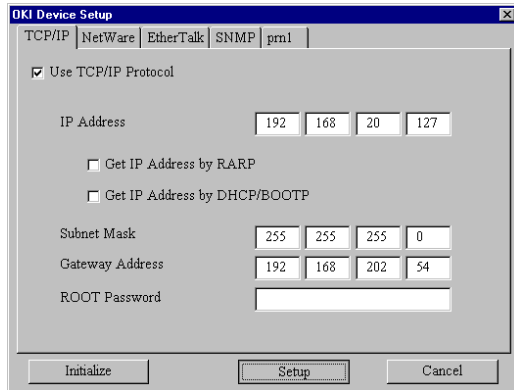 OKI Device Setup
TCP/IP NetWare EtherTalk SNMP prn1
Use TCP/IP Protocol
IP Address 192 168 20 127
Get IP Address by RARP
Get IP Address by DHCP/BOOTP
Subnet Mask 255 255 255 0
Gateway Address 192 168 202 54
ROOT Password
Initialize Setup Cancel